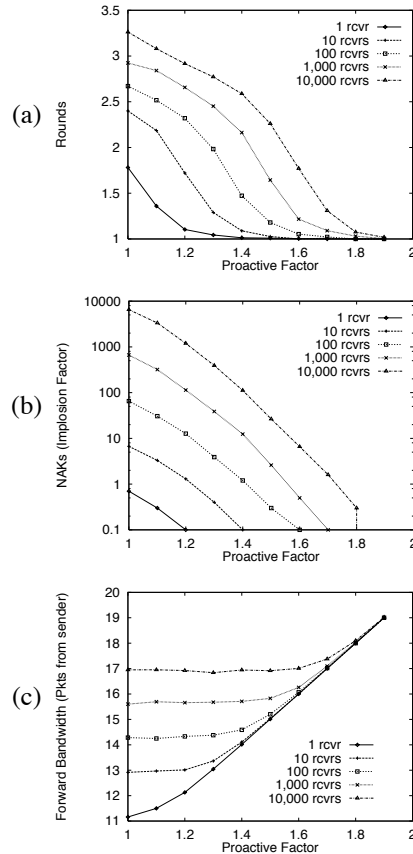 (a)
Rounds
3.5
3
2.5
2
1.5
1
1 1.2 1.4 1.6 1.8 2
Proactive Factor
1 rcvr
10 rcvrs
100 rcvrs
1,000 rcvrs
10,000 rcvrs
(b)
NAKs (Implosion Factor)
10000
1000
100
10
1
0.1
1 1.2 1.4 1.6 1.8 2
Proactive Factor
1 rcvr
10 rcvrs
100 rcvrs
1,000 rcvrs
10,000 rcvrs
(c)
Forward Bandwidth (Pkts from sender)
20
19
18
17
16
15
14
13
12
11
1 1.2 1.4 1.6 1.8 2
Proactive Factor
1 rcvr
10 rcvrs
100 rcvrs
1,000 rcvrs
10,000 rcvrs